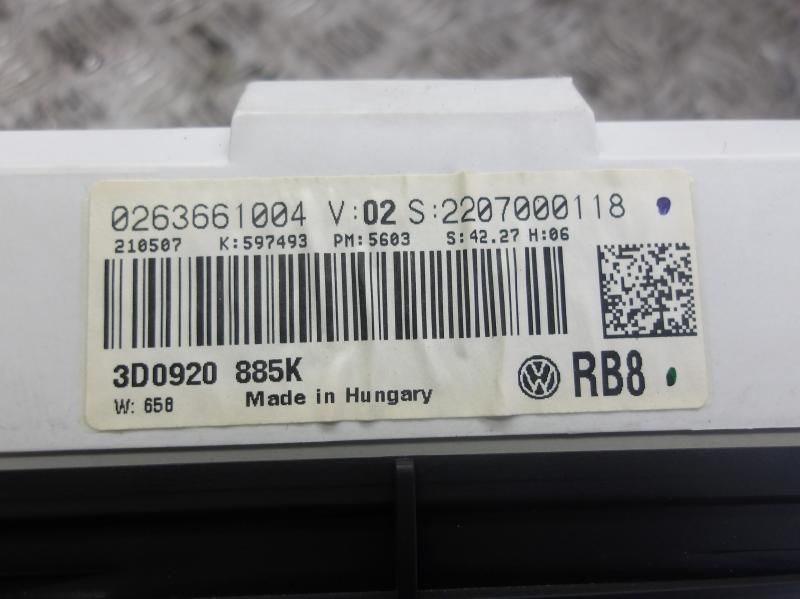 0263661004 V:02 S:2207000118
210507 K:597493 PM:5603 S:42.27 H:06
3D0920 885K
RB8
W: 658 Made in Hungary